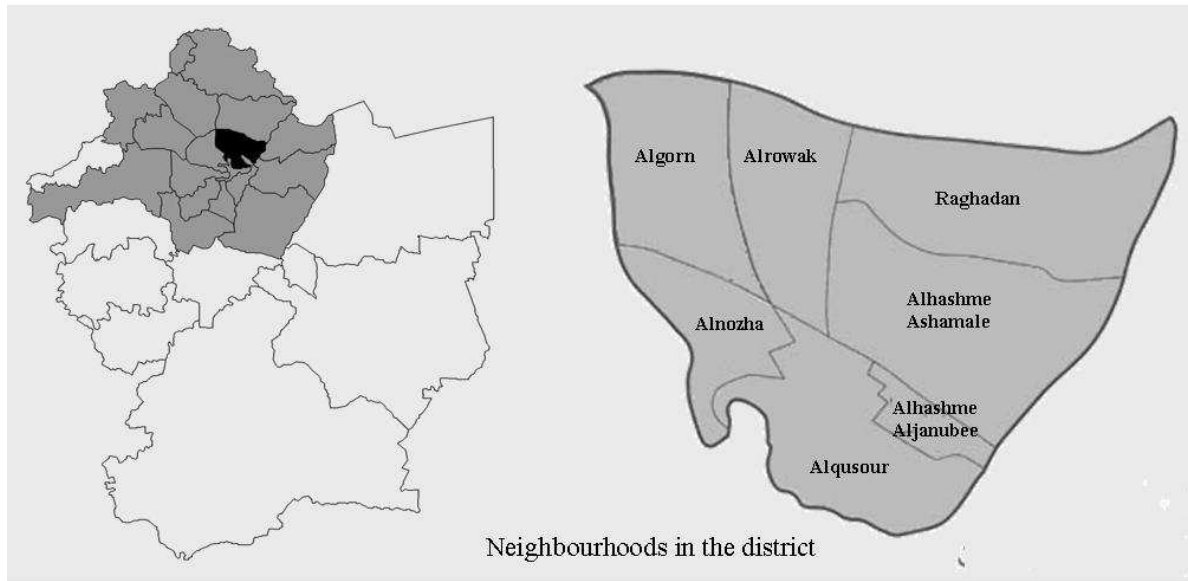 Algorn
Alrowak
Raghadan
Alnozha
Alhashme
Ashamale
Alhashme
Aljanubee
Alqusour
Neighbourhoods in the district